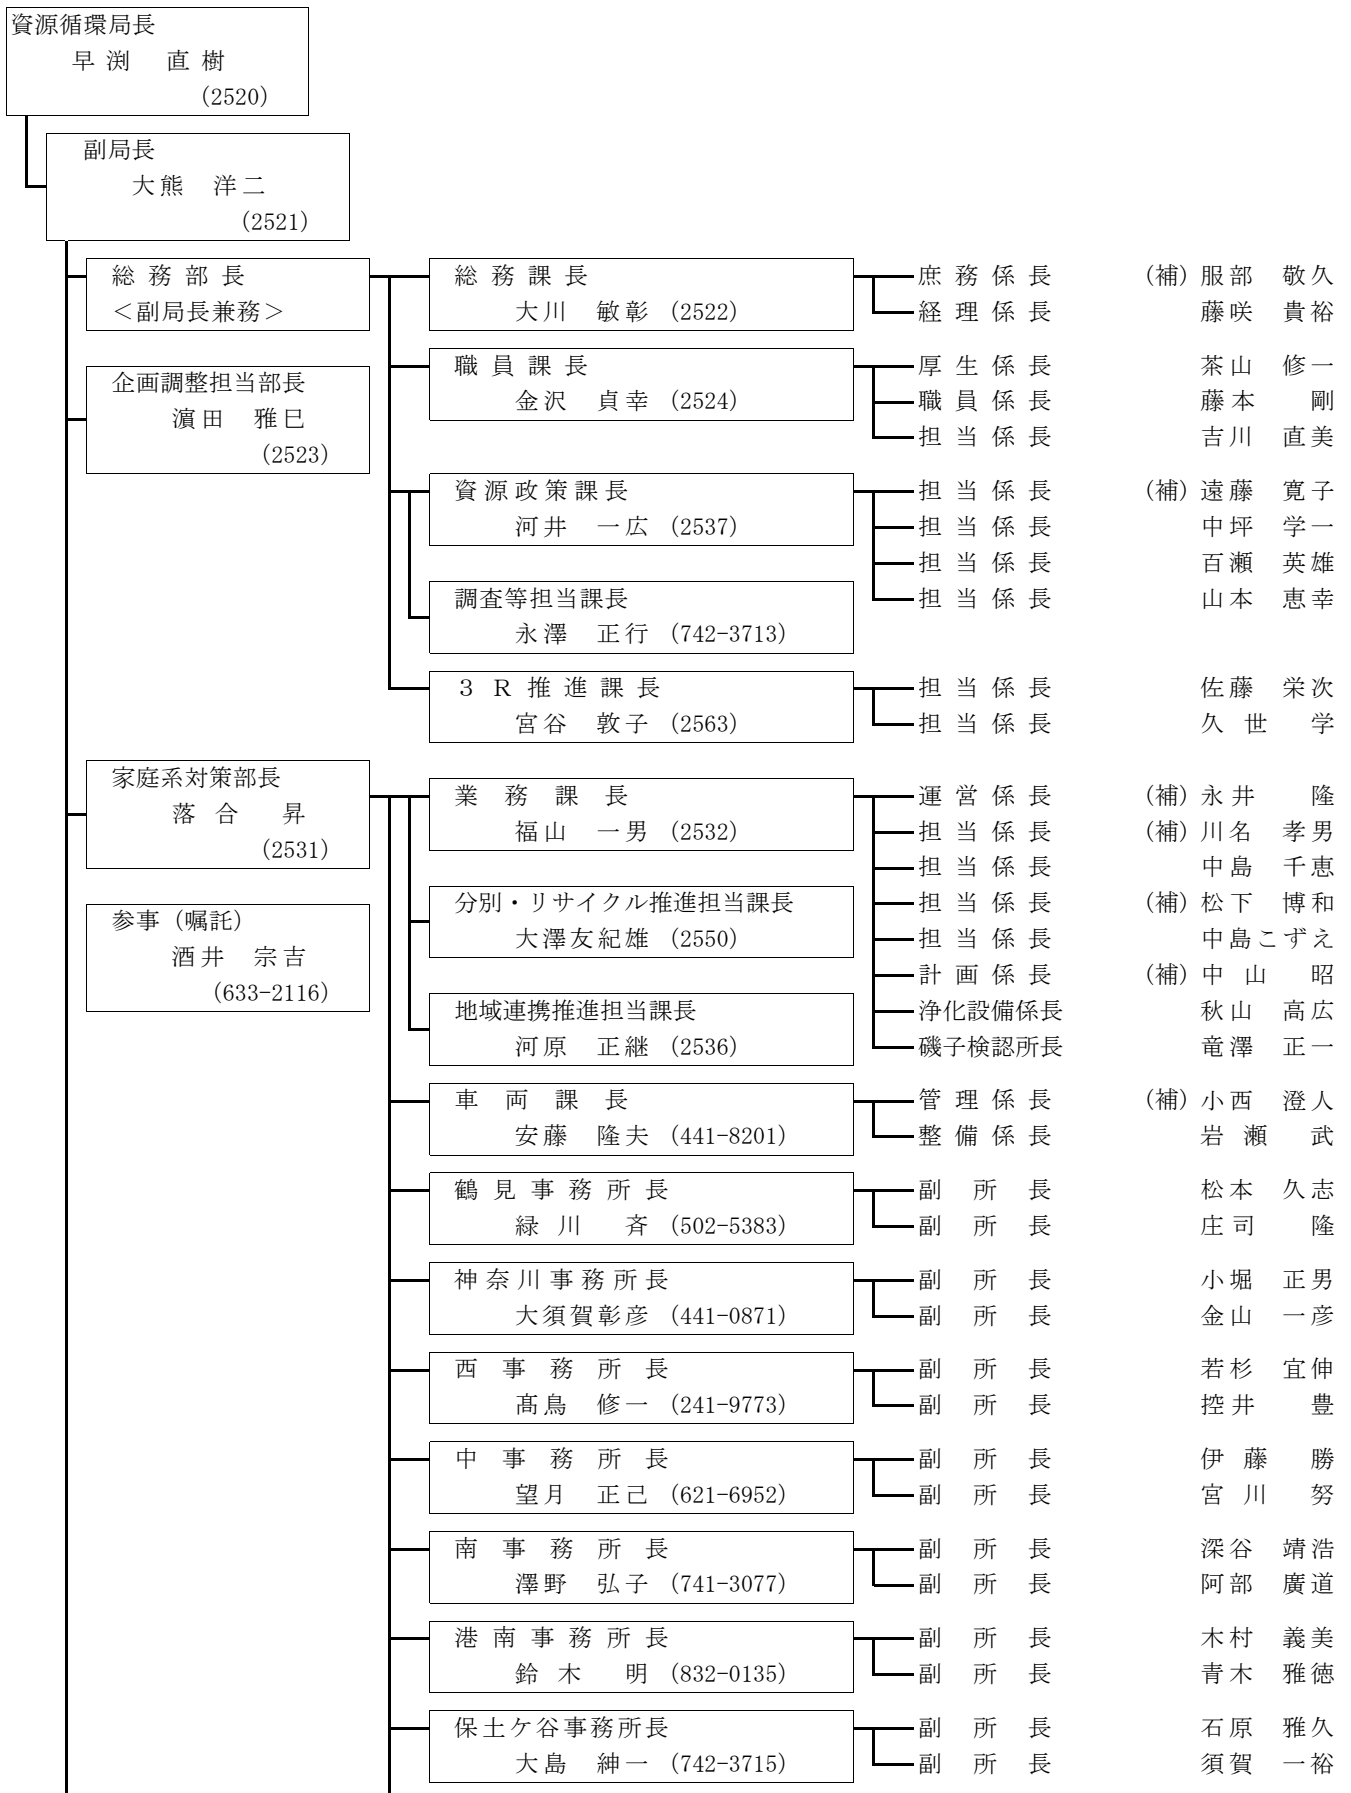 資源循環局長
早渕　直樹
(2520)
副局長
大熊　洋二
(2521)
総務部長
＜副局長兼務＞
総務課長
大川　敏彰 (2522)
庶務係長 (補) 服部　敬久
経理係長 藤咲　貴裕
職員課長
金沢　貞幸 (2524)
厚生係長 茶山　修一
職員係長 藤本　剛
担当係長 吉川　直美
企画調整担当部長
濵田　雅巳
(2523)
資源政策課長
河井　一広 (2537)
担当係長 (補) 遠藤　寛子
担当係長 中坪　学一
担当係長 百瀬　英雄
担当係長 山本　恵幸
調査等担当課長
永澤　正行 (742-3713)
３Ｒ推進課長
宮谷　敦子 (2563)
担当係長 佐藤　栄次
担当係長 久世　学
家庭系対策部長
落合　昇
(2531)
業務課長
福山　一男 (2532)
運営係長 (補) 永井　隆
担当係長 (補) 川名　孝男
担当係長 中島　千恵
担当係長 (補) 松下　博和
担当係長 中島こずえ
計画係長 (補) 中山　昭
浄化設備係長 秋山　高広
磯子検認所長 竜澤　正一
分別・リサイクル推進担当課長
大澤友紀雄 (2550)
参事（嘱託）
酒井　宗吉
(633-2116)
地域連携推進担当課長
河原　正継 (2536)
車両課長
安藤　隆夫 (441-8201)
管理係長 (補) 小西　澄人
整備係長 岩瀬　武
鶴見事務所長
緑川　斉 (502-5383)
副所長 松本　久志
副所長 庄司　隆
神奈川事務所長
大須賀彰彦 (441-0871)
副所長 小堀　正男
副所長 金山　一彦
西事務所長
髙鳥　修一 (241-9773)
副所長 若杉　宜伸
副所長 控井　豊
中事務所長
望月　正己 (621-6952)
副所長 伊藤　勝
副所長 宮川　努
南事務所長
澤野　弘子 (741-3077)
副所長 深谷　靖浩
副所長 阿部　廣道
港南事務所長
鈴木　明 (832-0135)
副所長 木村　義美
副所長 青木　雅徳
保土ケ谷事務所長
大島　紳一 (742-3715)
副所長 石原　雅久
副所長 須賀　一裕